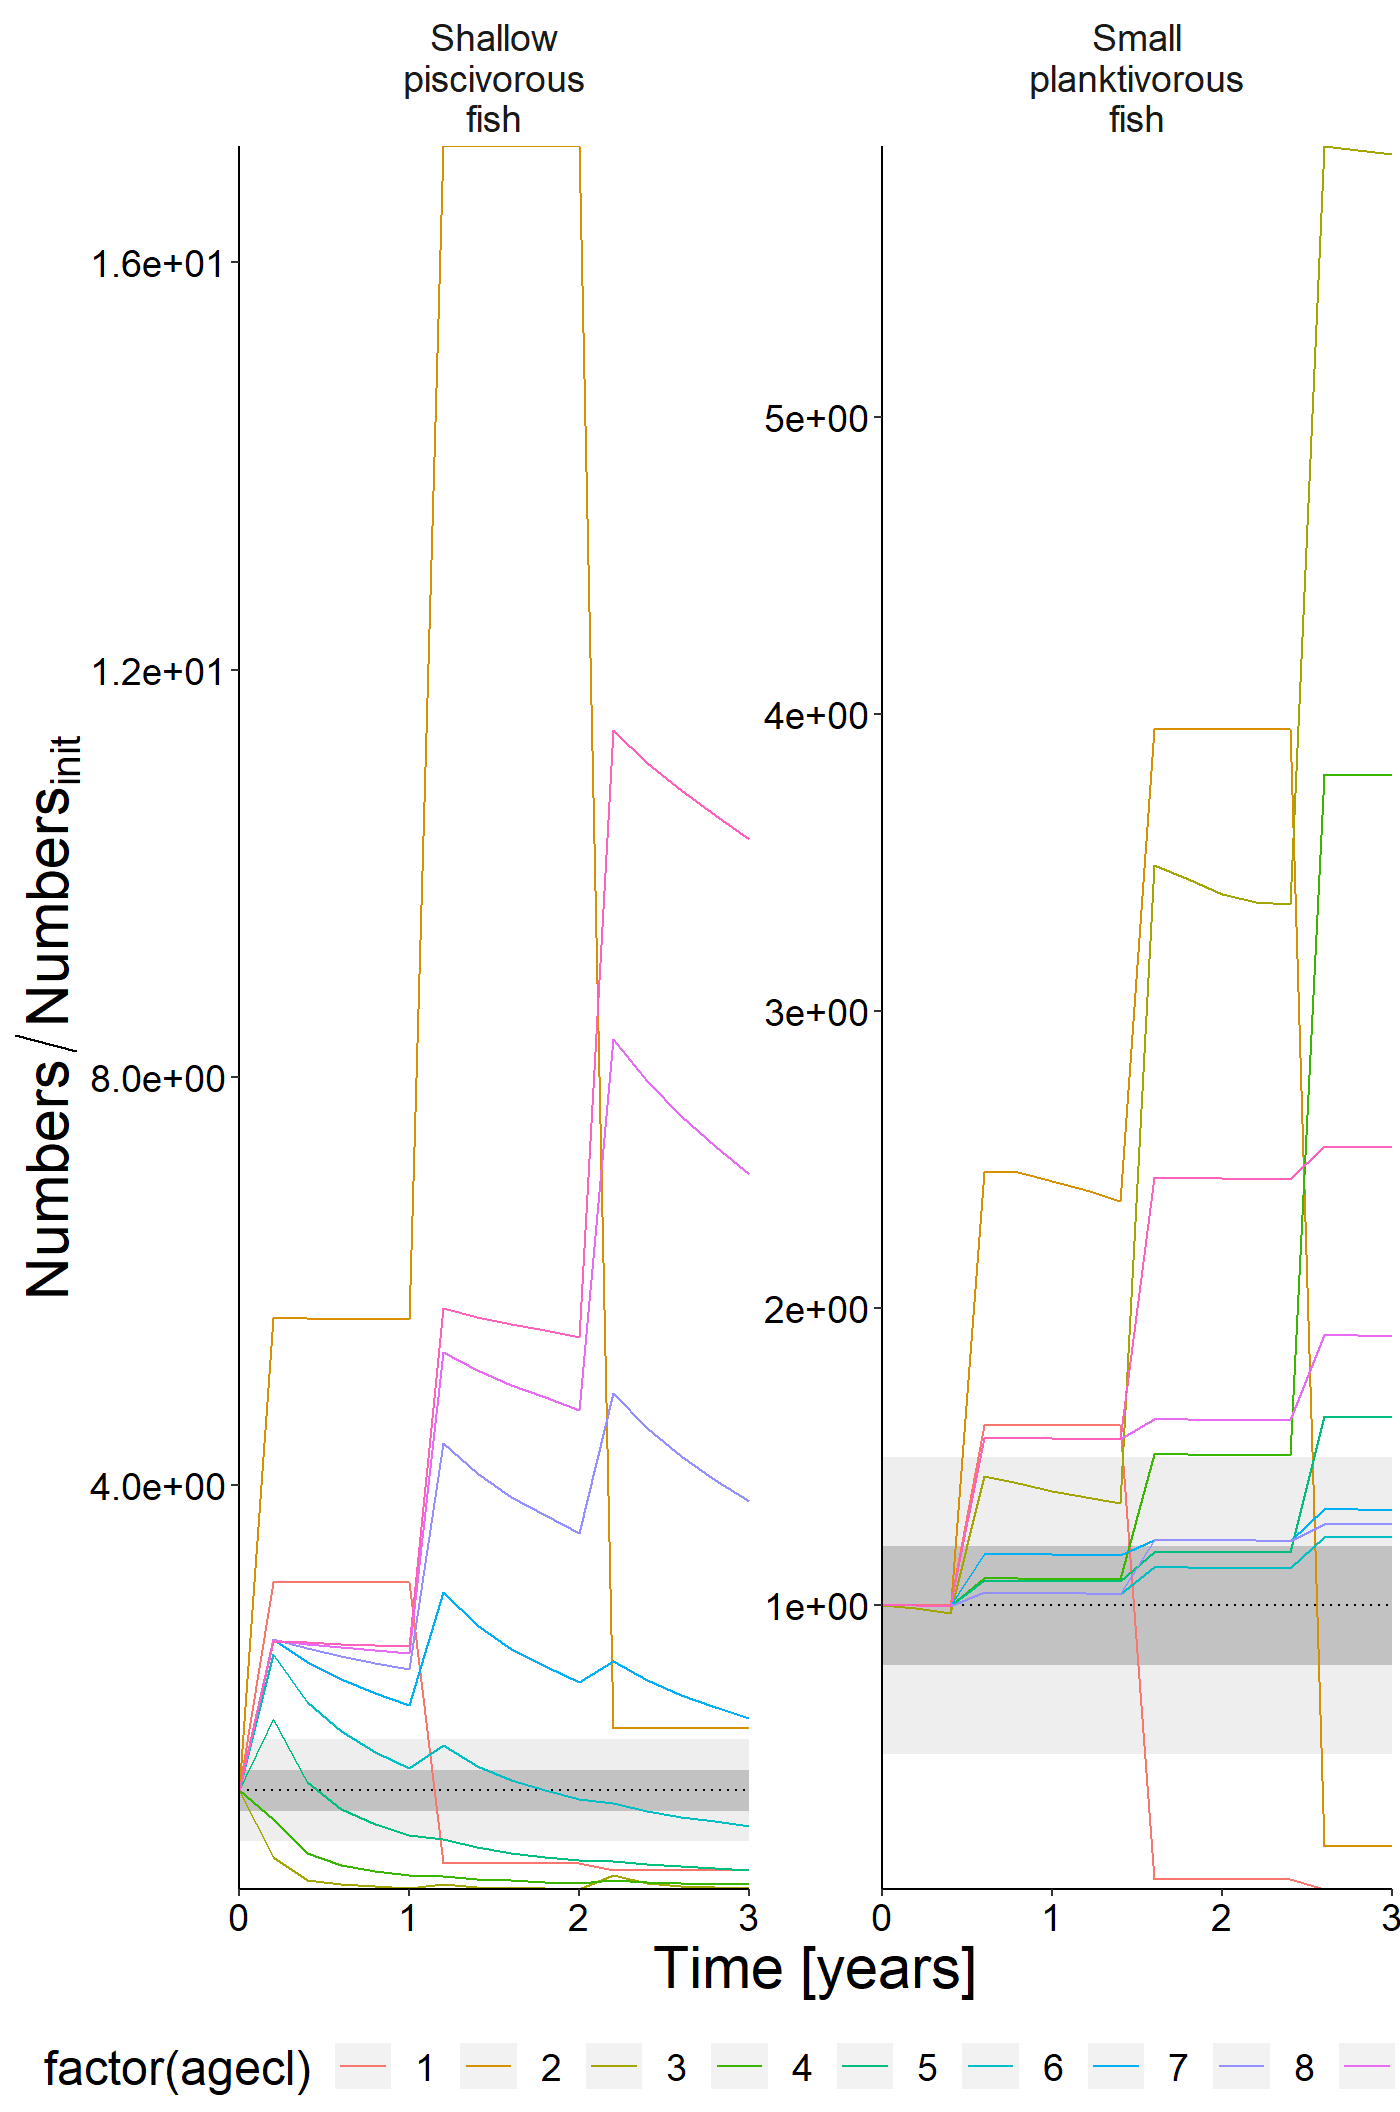 Shallow
piscivorous
fish
Small
planktivorous
fish
Numbers / Numbersinit
1.6e+01
1.2e+01
8.0e+00
4.0e+00
5e+00
4e+00
3e+00
2e+00
1e+00
0 1 2 3
0 1 2 3
Time [years]
factor(agecl) 1 2 3 4 5 6 7 8